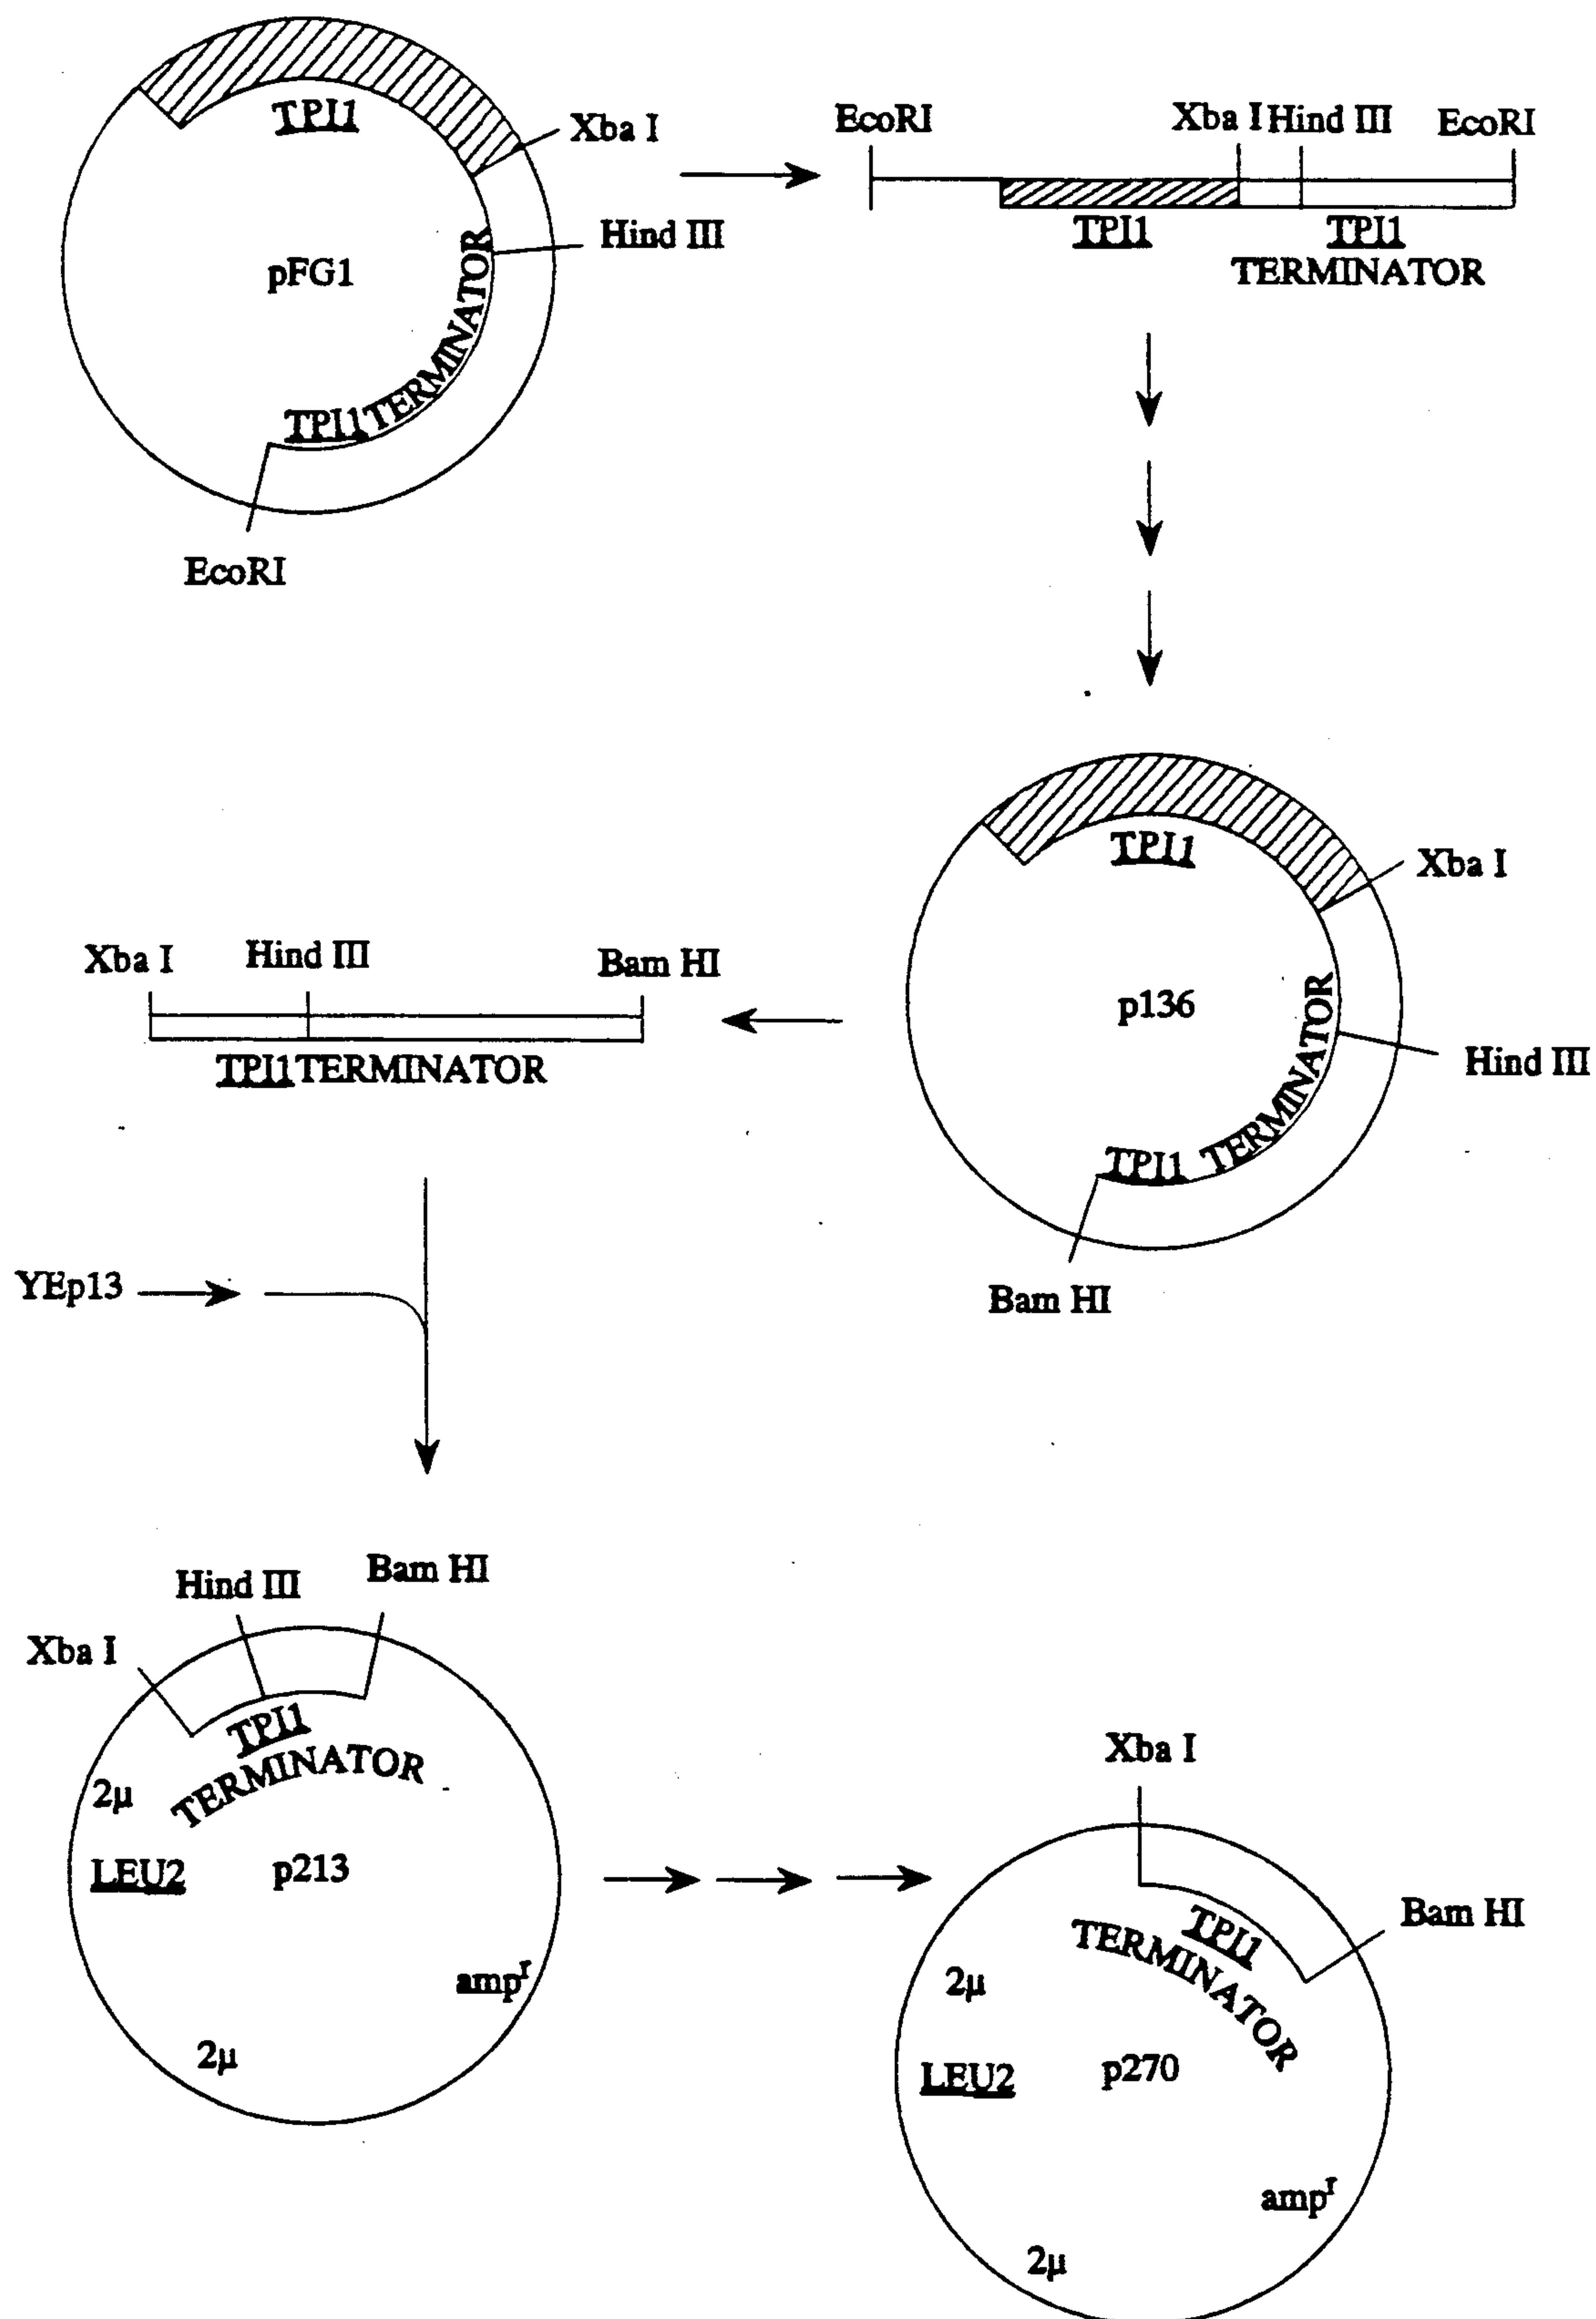 TPI1
Xba I
Hind III
pFG1
TPI1 TERMINATOR
EcoRI
EcoRI
Xba I
Hind III
EcoRI
TPI1
TPI1
TERMINATOR
TPI1
Xba I
p136
Hind III
TPI1 TERMINATOR
Bam HI
Xba I
Hind III
Bam HI
TPI1 TERMINATOR
YEp13
Hind III
Bam HI
Xba I
TPI1
TERMINATOR
2μ
LEU2
p213
ampʳ
2μ
Xba I
Bam HI
TPI1
TERMINATOR
2μ
LEU2
p270
ampʳ
2μ